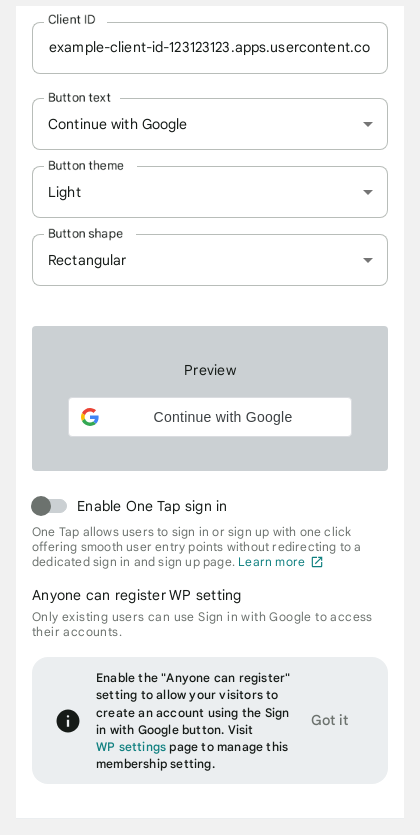 Client ID
example-client-id-123123123.apps.usercontent.co
Button text
Continue with Google
Button theme
Light
Button shape
Rectangular
Preview
Continue with Google
Enable One Tap sign in
One Tap allows users to sign in or sign up with one click
offering smooth user entry points without redirecting to a
dedicated sign in and sign up page. Learn more
Anyone can register WP setting
Only existing users can use Sign in with Google to access
their accounts.
Enable the "Anyone can register"
setting to allow your visitors to
create an account using the Sign
in with Google button. Visit
WP settings page to manage this
membership setting.
Got it